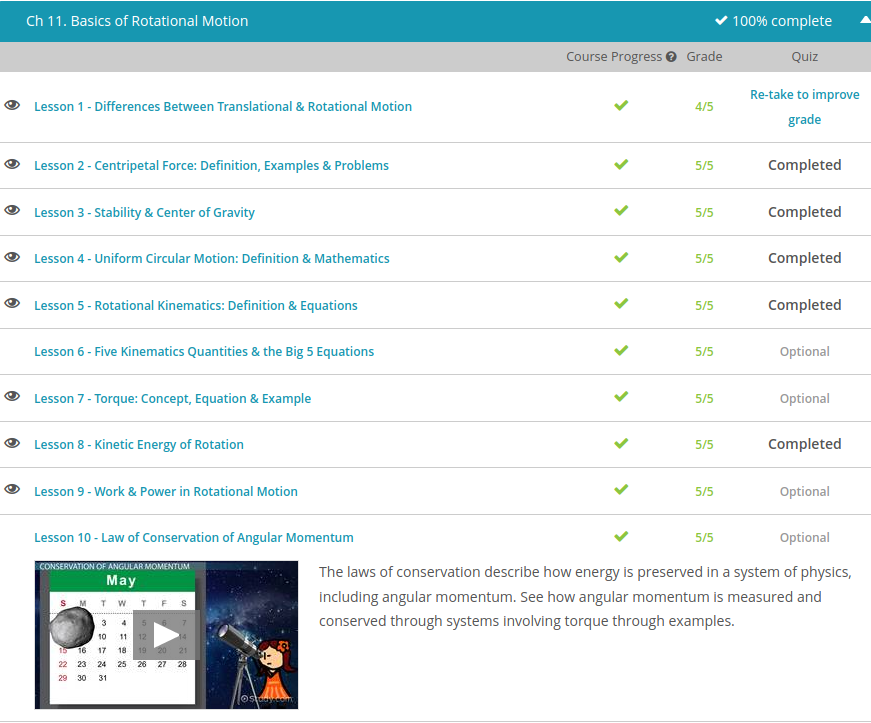 Ch 11. Basics of Rotational Motion
100% complete
Course Progress Grade Quiz
Lesson 1 - Differences Between Translational & Rotational Motion 4/5 Re-take to improve
grade
Lesson 2 - Centripetal Force: Definition, Examples & Problems 5/5 Completed
Lesson 3 - Stability & Center of Gravity 5/5 Completed
Lesson 4 - Uniform Circular Motion: Definition & Mathematics 5/5 Completed
Lesson 5 - Rotational Kinematics: Definition & Equations 5/5 Completed
Lesson 6 - Five Kinematics Quantities & the Big 5 Equations 5/5 Optional
Lesson 7 - Torque: Concept, Equation & Example 5/5 Optional
Lesson 8 - Kinetic Energy of Rotation 5/5 Completed
Lesson 9 - Work & Power in Rotational Motion 5/5 Optional
Lesson 10 - Law of Conservation of Angular Momentum 5/5 Optional
CONSERVATION OF ANGULAR MOMENTUM
May
S M T W T F S
3 4 5 6 7
10 11 12 14
15 16 17 18 19 20 21
22 23 24 25 26 27 28
29 30 31
Study.com
The laws of conservation describe how energy is preserved in a system of physics,
including angular momentum. See how angular momentum is measured and
conserved through systems involving torque through examples.